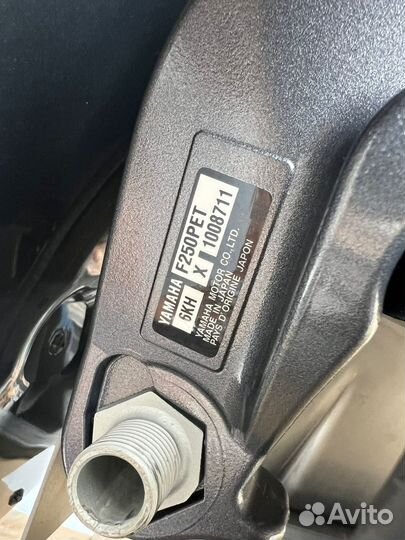 YAMAHA F250PET
6KH X 1008711
YAMAHA MOTOR CO.,LTD.
MADE IN JAPAN
PAYS D'ORIGINE JAPON
Avito